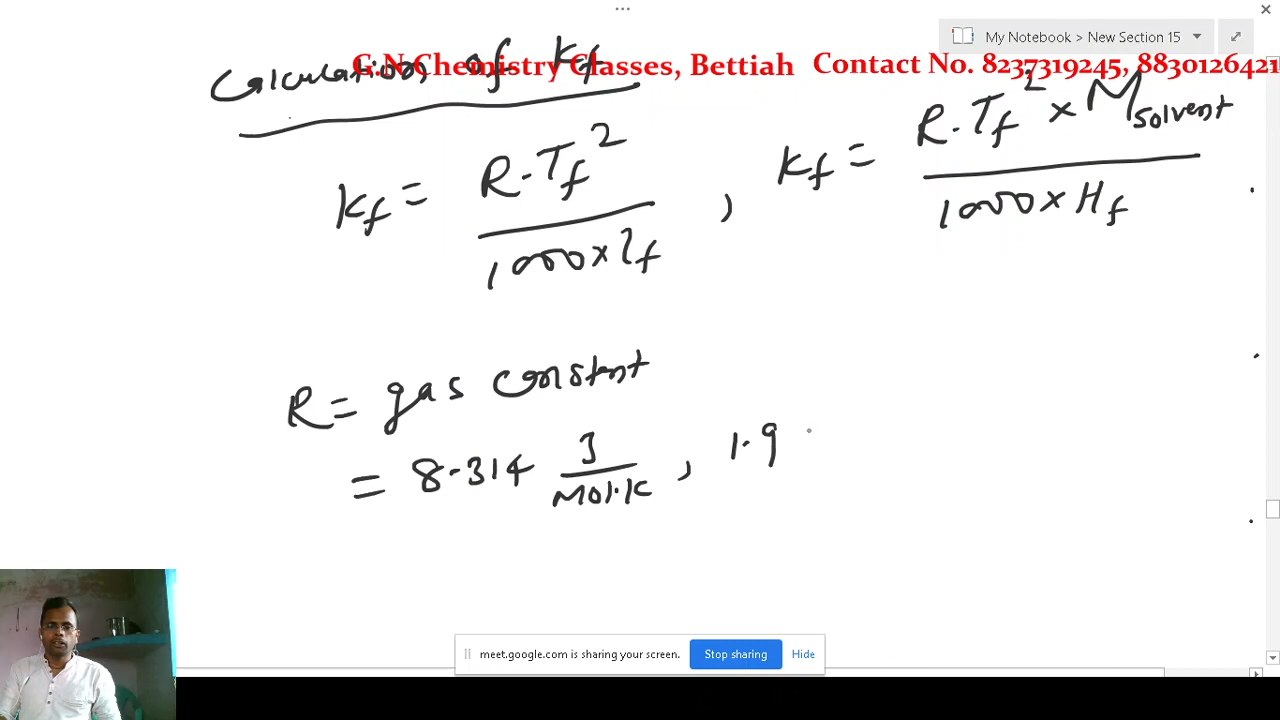 ...
My Notebook > New Section 15
G.N Chemistry Classes, Bettiah Contact No. 8237319245, 8830126421
Calculation of Kf
Kf = R.Tf² / 1000 × lf , Kf = R.Tf² × Msolvent / 1000 × Hf
R = gas constant
= 8.314 J / mol.K , 1.9
meet.google.com is sharing your screen. Stop sharing Hide